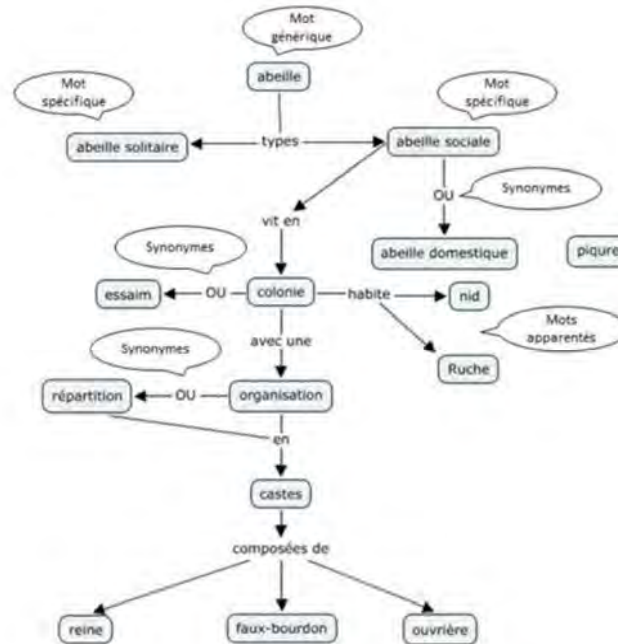 Mot
générique
abeille
Mot
spécifique
Mot
spécifique
abeille solitaire
types
abeille sociale
OU
Synonymes
vit en
abeille domestique
piqure
Synonymes
essaim
OU
colonie
habite
nid
Mots
apparentés
avec une
Synonymes
Ruche
répartition
OU
organisation
en
castes
composées de
reine
faux-bourdon
ouvrière